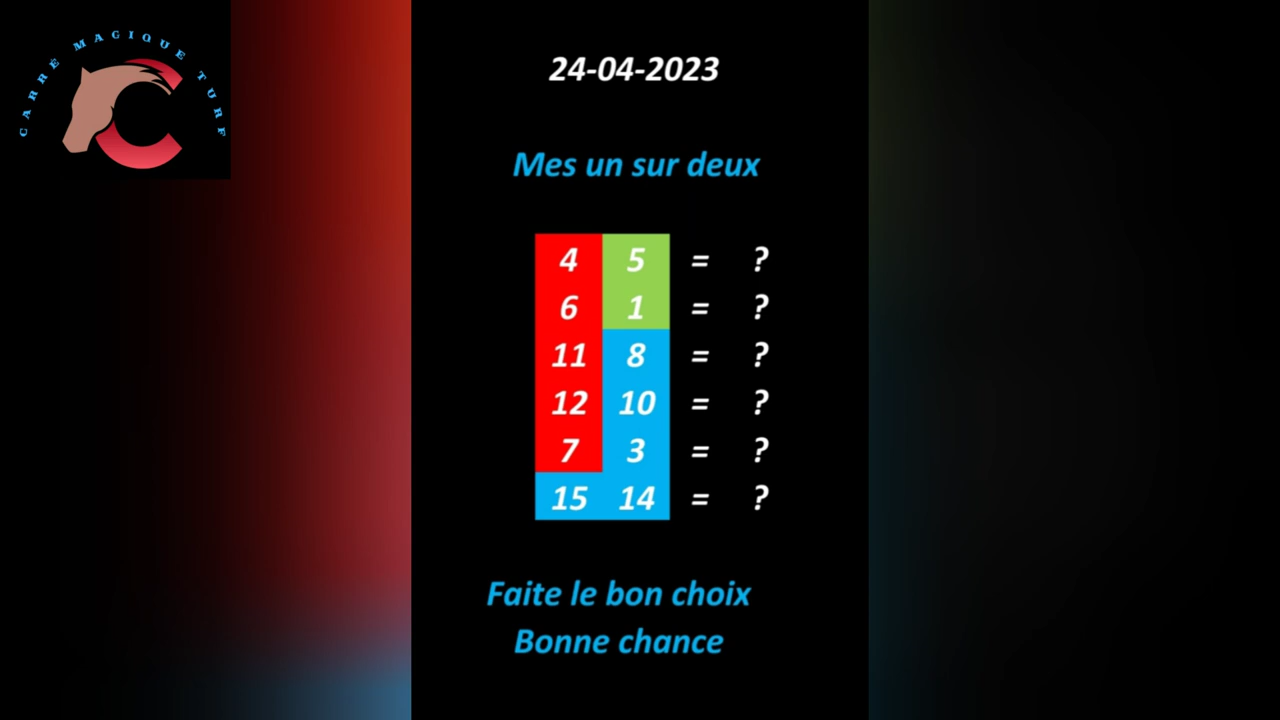 CARRÉ MAGIQUE TURF
24-04-2023
Mes un sur deux
4 5 = ?
6 1 = ?
11 8 = ?
12 10 = ?
7 3 = ?
15 14 = ?
Faite le bon choix
Bonne chance